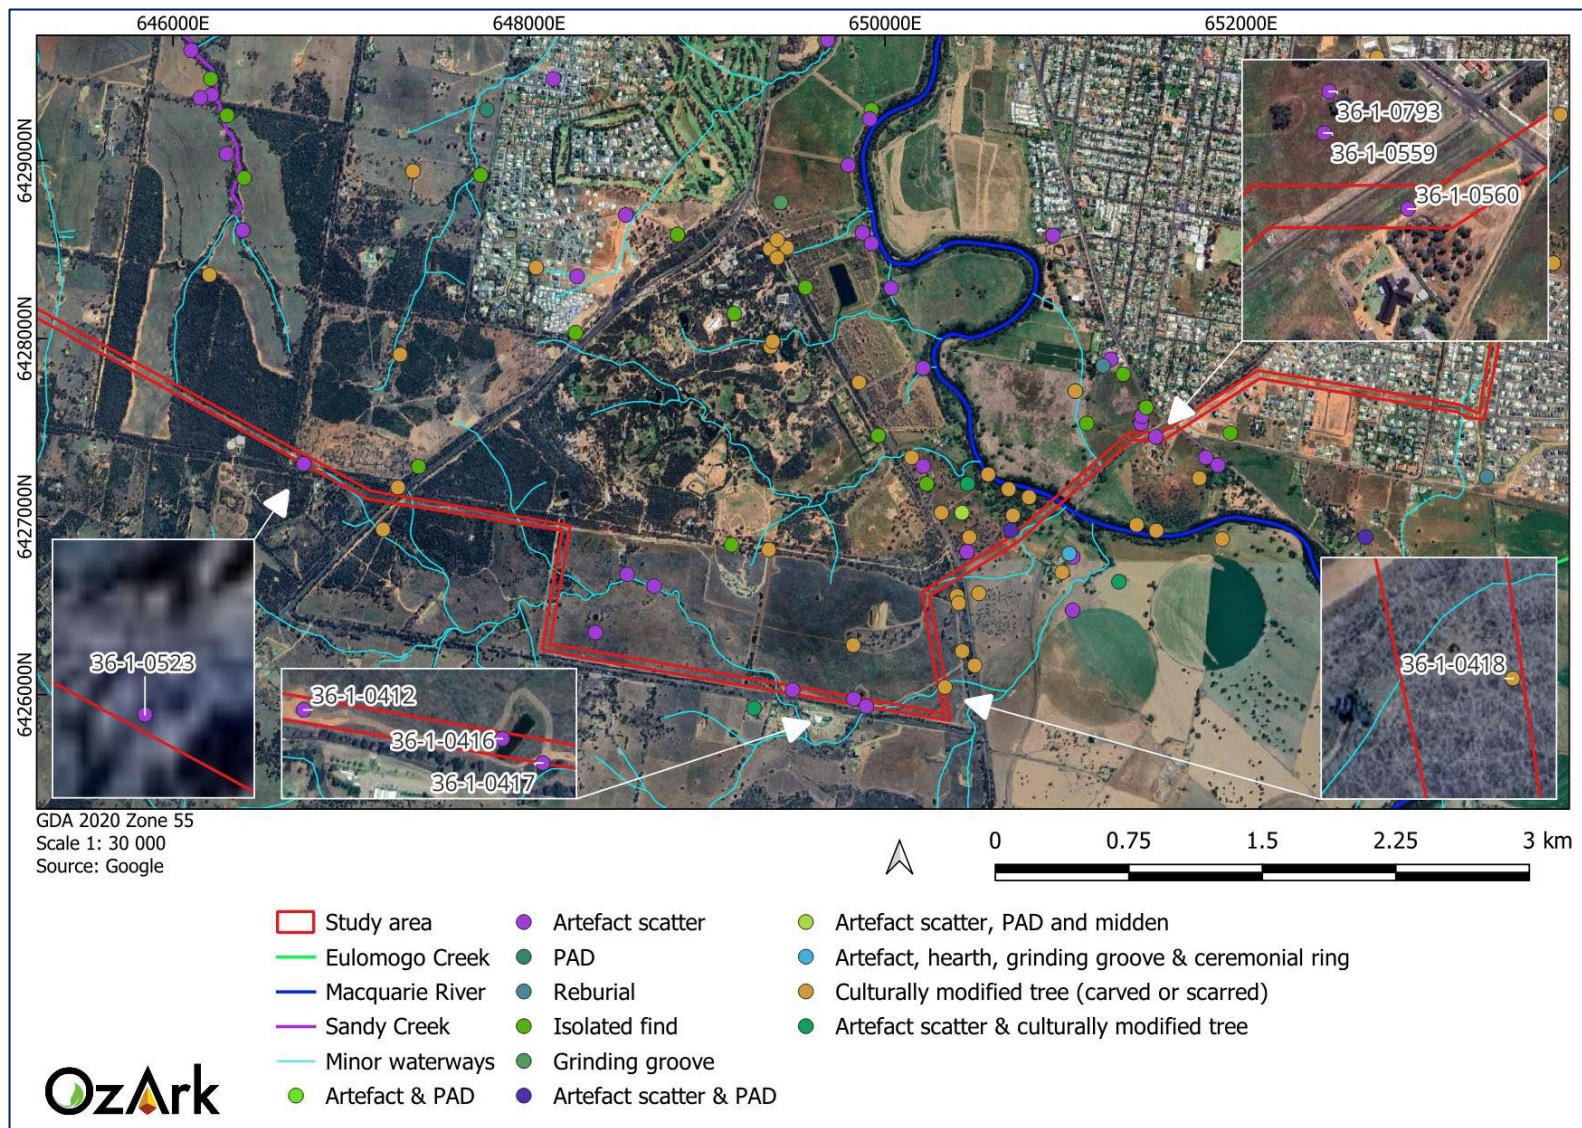 646000E 648000E 650000E 652000E
6429000N
6428000N
6427000N
6426000N
36-1-0793
36-1-0559
36-1-0560
36-1-0523
36-1-0412
36-1-0416
36-1-0417
36-1-0418
GDA 2020 Zone 55
Scale 1: 30 000
Source: Google
0 0.75 1.5 2.25 3 km
Study area
Eulomogo Creek
Macquarie River
Sandy Creek
Minor waterways
Artefact & PAD
Artefact scatter
PAD
Reburial
Isolated find
Grinding groove
Artefact scatter & PAD
Artefact scatter, PAD and midden
Artefact, hearth, grinding groove & ceremonial ring
Culturally modified tree (carved or scarred)
Artefact scatter & culturally modified tree
OzArk